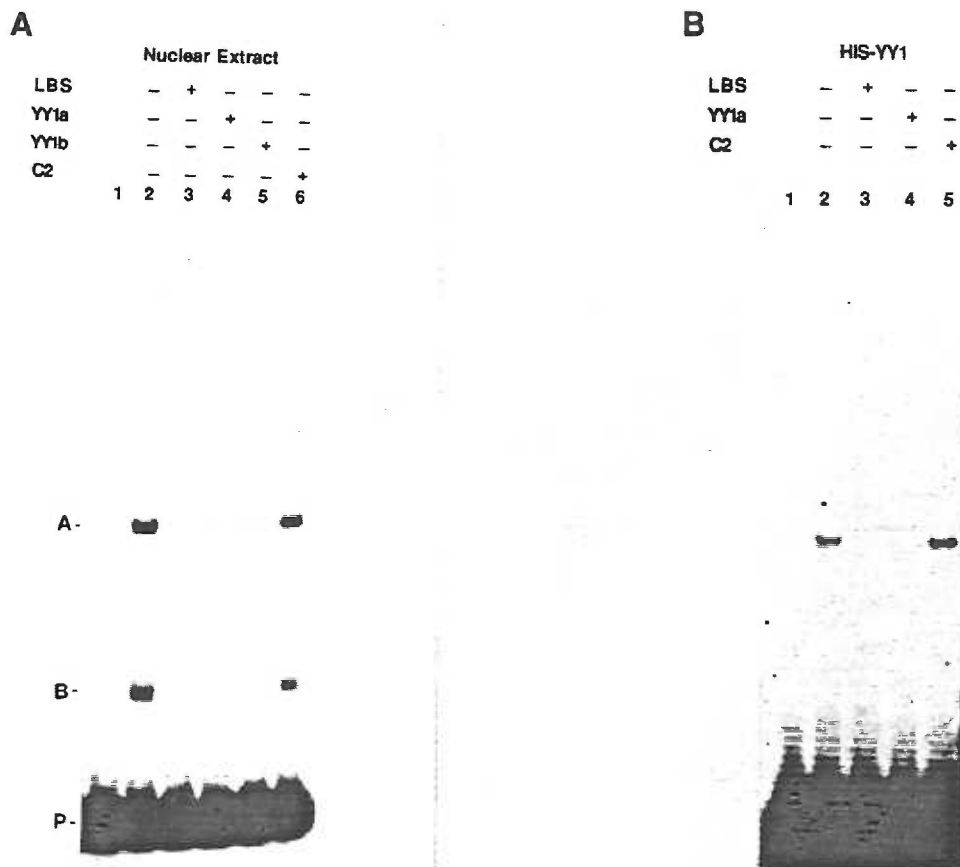 A
Nuclear Extract
LBS – + – – –
YY1a – – + – –
YY1b – – – + –
C2 – – – – +
1 2 3 4 5 6
A-
B-
P-
B
HIS-YY1
LBS – + – –
YY1a – – + –
C2 – – – +
1 2 3 4 5